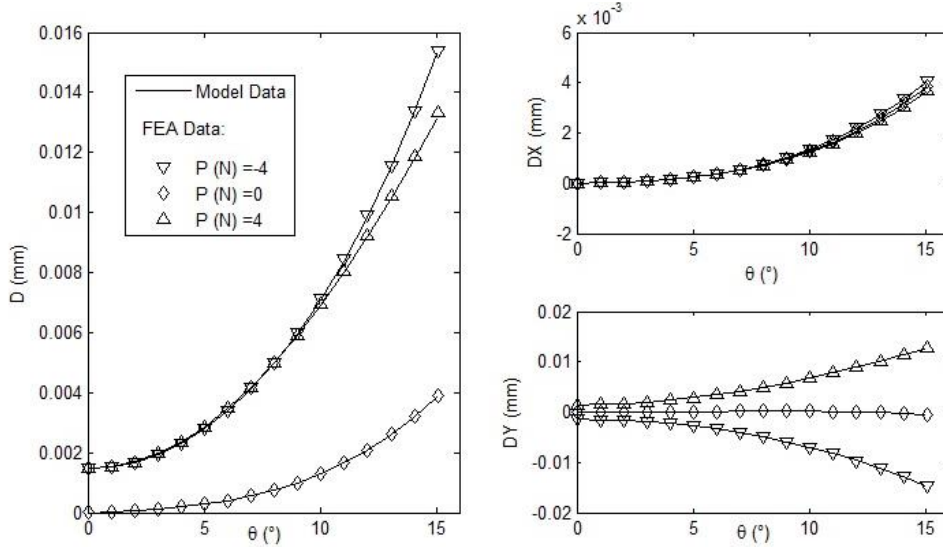 0.016
0.014
0.012
0.01
0.008
0.006
0.004
0.002
0
D (mm)
Model Data
FEA Data:
P (N) =-4
P (N) =0
P (N) =4
0 5 10 15
θ (°)
x 10⁻³
6
4
2
0
-2
DX (mm)
0 5 10 15
θ (°)
0.02
0.01
0
-0.01
-0.02
DY (mm)
0 5 10 15
θ (°)